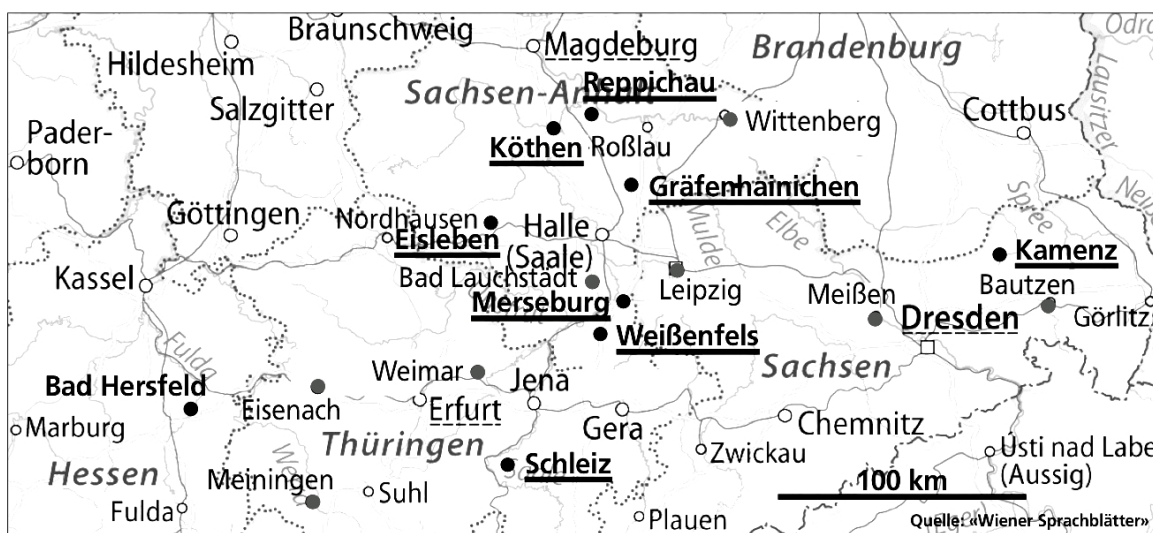 Braunschweig
Magdeburg
Brandenburg
Hildesheim
Sachsen-Anhalt
Reppichau
Lausitzer
Salzgitter
Cottbus
Pader-
born
Wittenberg
Köthen
Roßlau
Gräfenhainichen
Göttingen
Nordhausen
Halle
(Saale)
Mulde
Elbe
Spree
Eisleben
Kamenz
Kassel
Bad Lauchstädt
Leipzig
Meißen
Bautzen
Merseburg
Görlitz
Weißenfels
Dresden
Fulda
Sachsen
Weimar
Jena
Bad Hersfeld
Eisenach
Erfurt
Marburg
Gera
Chemnitz
Thüringen
Zwickau
Usti nad Labe
(Aussig)
Hessen
Schleiz
Meiningen
Suhl
100 km
Fulda
Plauen
Quelle: «Wiener Sprachblätter»